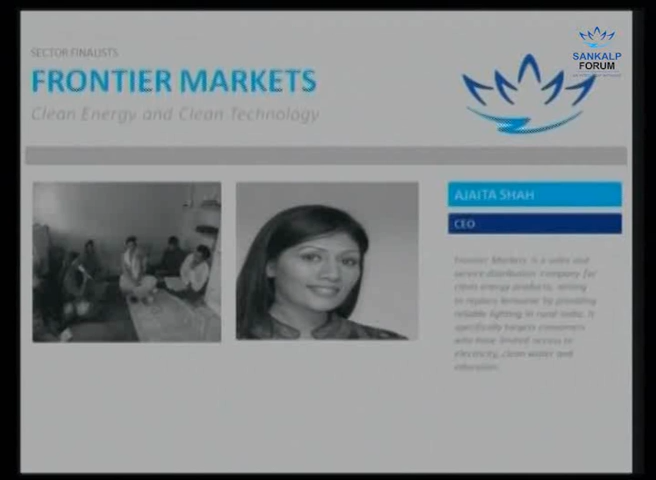 SECTOR FINALISTS
SANKALP
FORUM
FRONTIER MARKETS
Clean Energy and Clean Technology
AJAITA SHAH
CEO
Frontier Markets is a sales and
service distribution company for
clean energy products, aiming
to replace kerosene by providing
reliable lighting in rural India. It
specifically targets consumers
who have limited access to
electricity, clean water and
education.